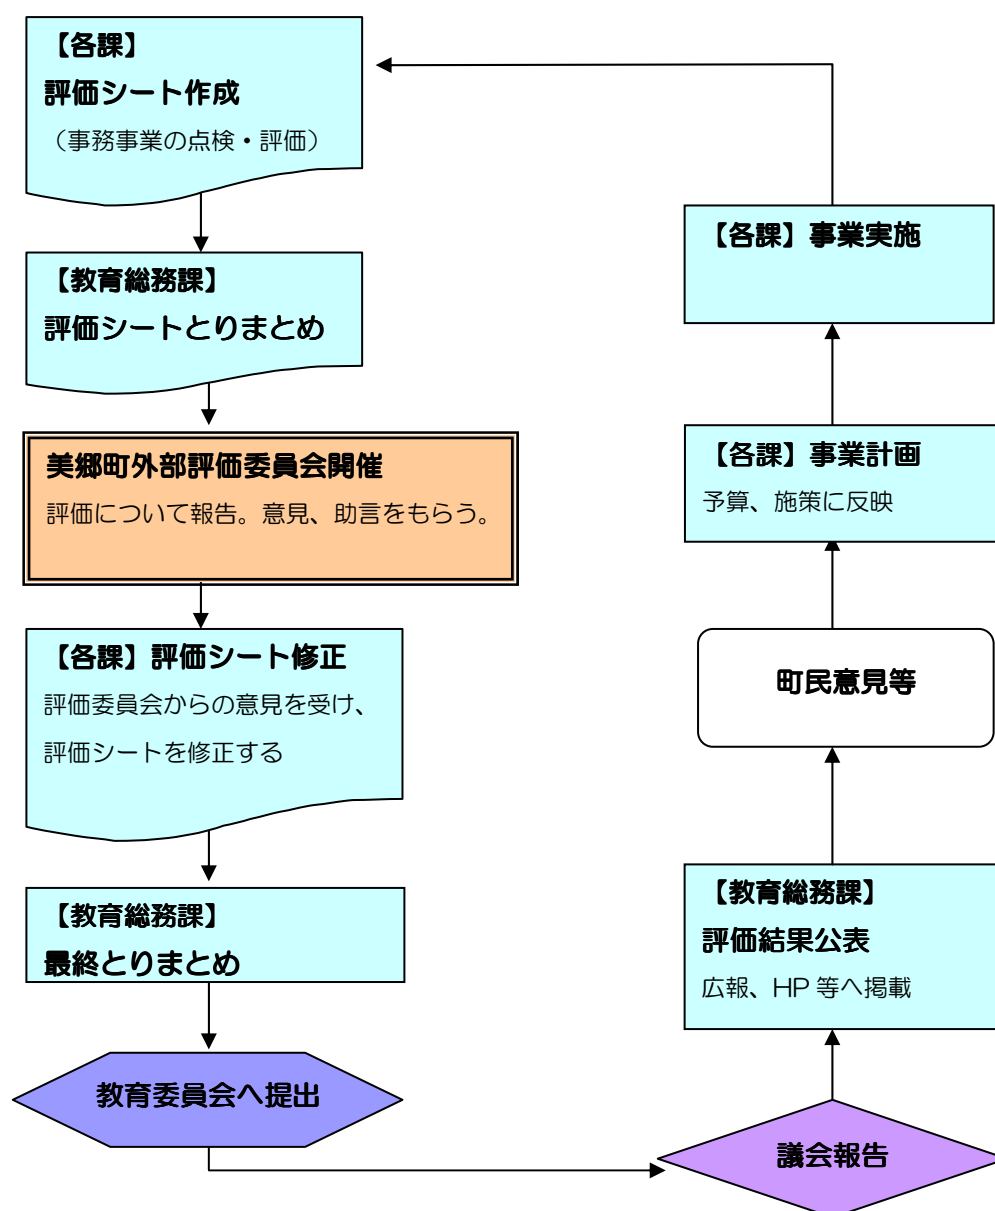 【各課】
評価シート作成
（事務事業の点検・評価）
【教育総務課】
評価シートとりまとめ
美郷町外部評価委員会開催
評価について報告。意見、助言をもらう。
【各課】評価シート修正
評価委員会からの意見を受け、
評価シートを修正する
【教育総務課】
最終とりまとめ
教育委員会へ提出
議会報告
【教育総務課】
評価結果公表
広報、HP 等へ掲載
町民意見等
【各課】事業計画
予算、施策に反映
【各課】事業実施